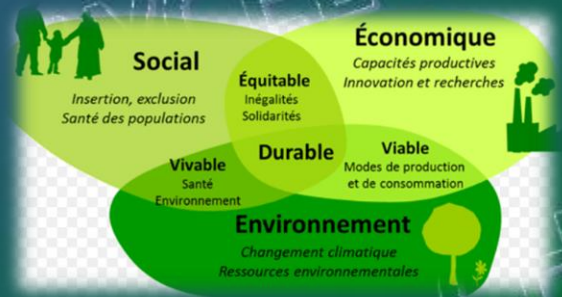 Social
Insertion, exclusion
Santé des populations
Économique
Capacités productives
Innovation et recherches
Équitable
Inégalités
Solidarités
Durable
Vivable
Santé
Environnement
Viable
Modes de production
et de consommation
Environnement
Changement climatique
Ressources environnementales